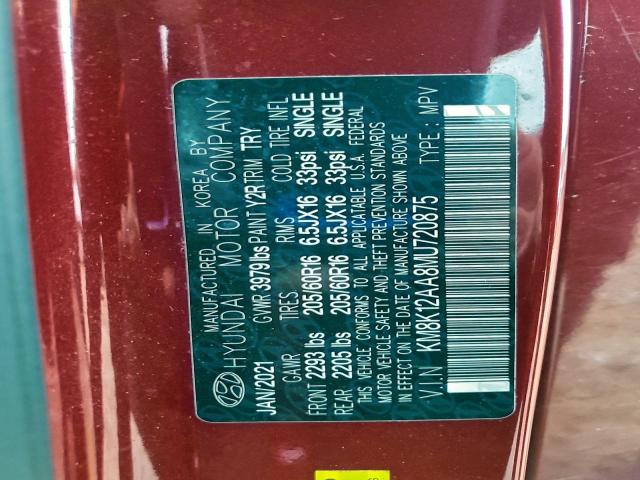 MANUFACTURED IN KOREA BY
HYUNDAI MOTOR COMPANY
JAN/2021 GVWR 3979 lbs PAINT Y2R TRIM TRY
GAWR TIRES RIMS COLD TIRE INFL
FRONT 2293 lbs 205/60R16 6.5JX16 33psi SINGLE
REAR 2205 lbs 205/60R16 6.5JX16 33psi SINGLE
THIS VEHICLE CONFORMS TO ALL APPLICATABLE U.S.A. FEDERAL
MOTOR VEHICLE SAFETY AND THEFT PREVENTION STANDARDS
IN EFFECT ON THE DATE OF MANUFACTURE SHOWN ABOVE
V.I.N KM8K12AA8MU720875 TYPE MPV